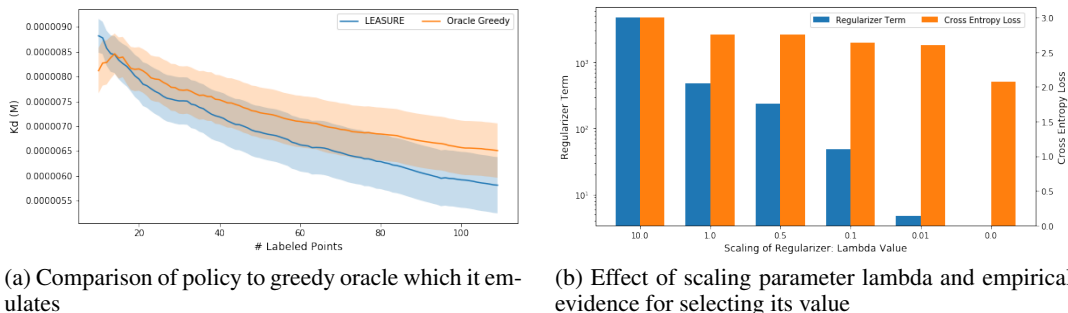 LEASURE Oracle Greedy
0.0000090
0.0000085
0.0000080
0.0000075
0.0000070
0.0000065
0.0000060
0.0000055
Kd (M)
20 40 60 80 100
# Labeled Points
Regularizer Term
Cross Entropy Loss
10³
10²
10¹
Regularizer Term
3.0
2.5
2.0
1.5
1.0
0.5
0.0
Cross Entropy Loss
10.0 1.0 0.5 0.1 0.01 0.0
Scaling of Regularizer: Lambda Value
(a) Comparison of policy to greedy oracle which it em-
ulates
(b) Effect of scaling parameter lambda and empirical
evidence for selecting its value